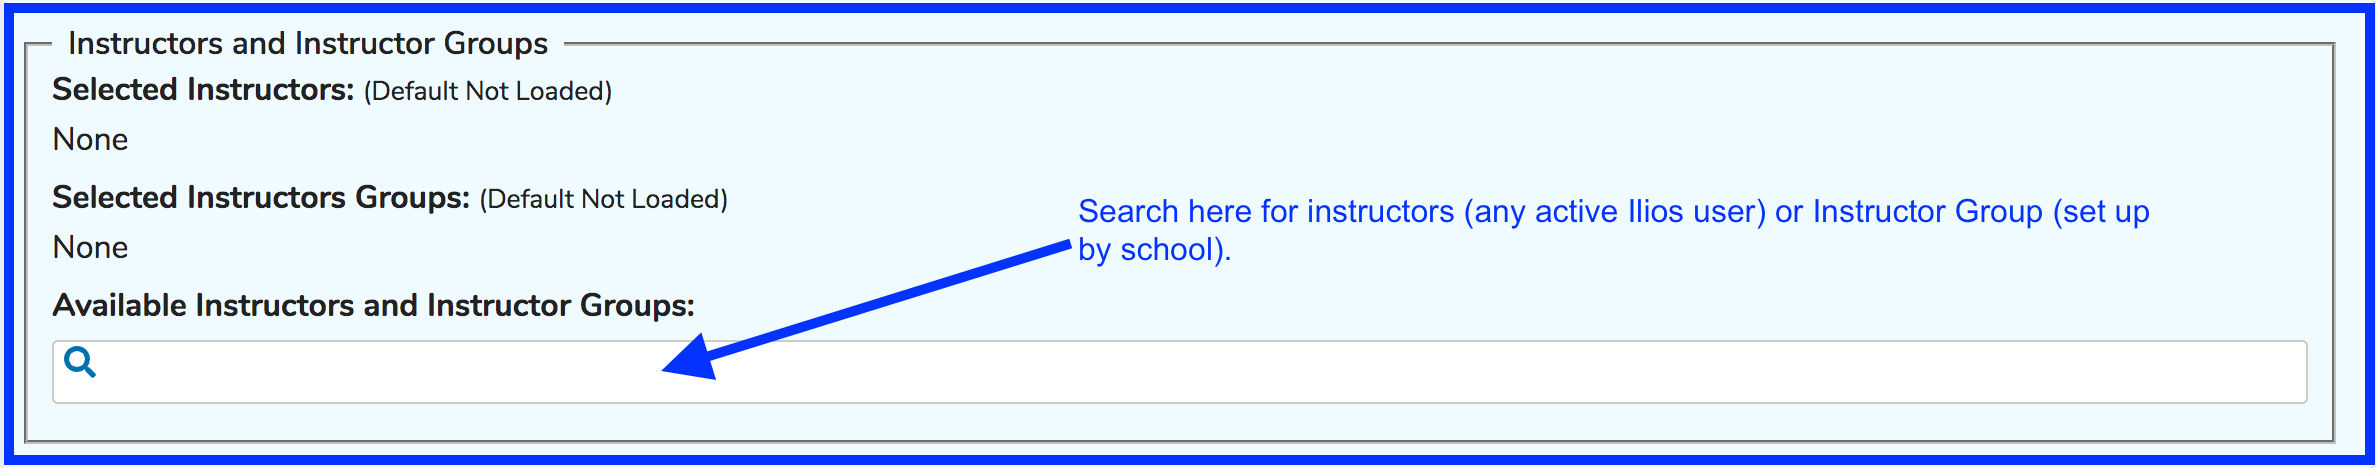 Instructors and Instructor Groups
Selected Instructors: (Default Not Loaded)
None
Selected Instructors Groups: (Default Not Loaded)
None
Search here for instructors (any active Ilios user) or Instructor Group (set up
by school).
Available Instructors and Instructor Groups: